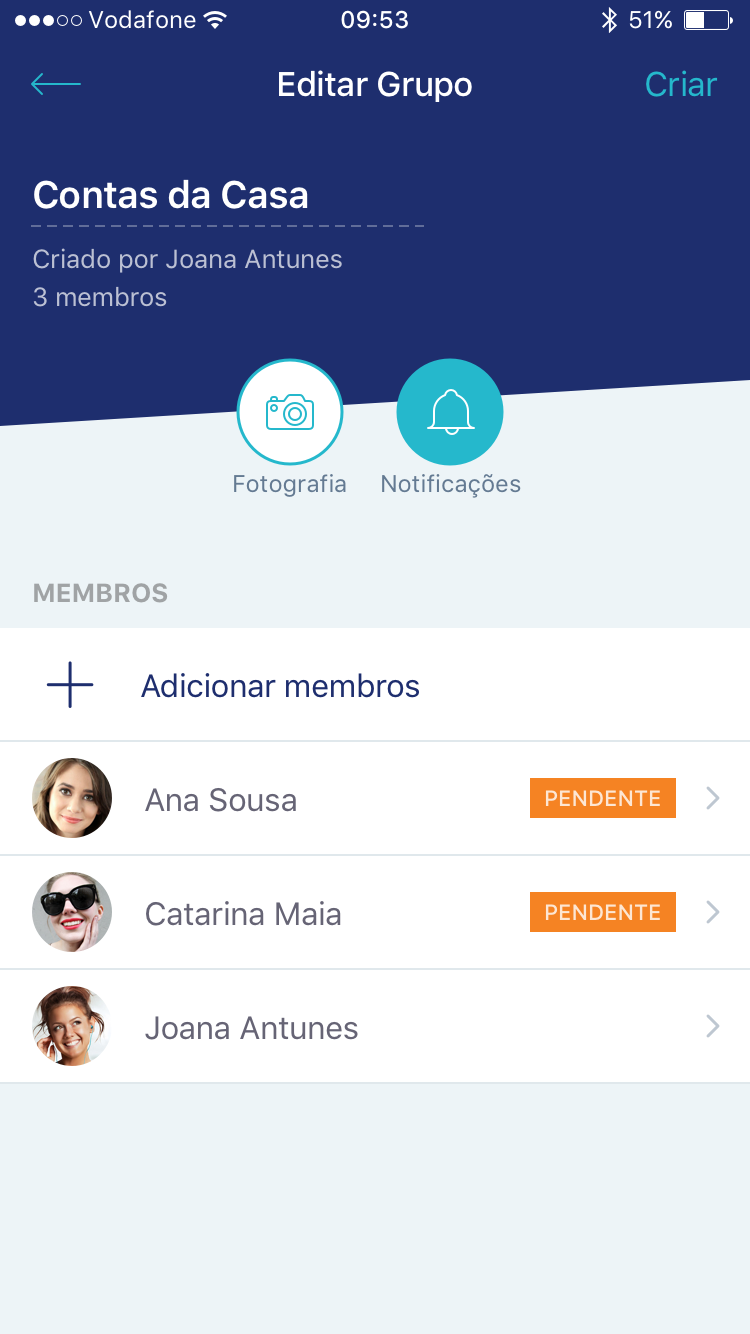 Vodafone 09:53 51%
Editar Grupo Criar
Contas da Casa
Criado por Joana Antunes
3 membros
Fotografia Notificações
MEMBROS
Adicionar membros
Ana Sousa PENDENTE
Catarina Maia PENDENTE
Joana Antunes